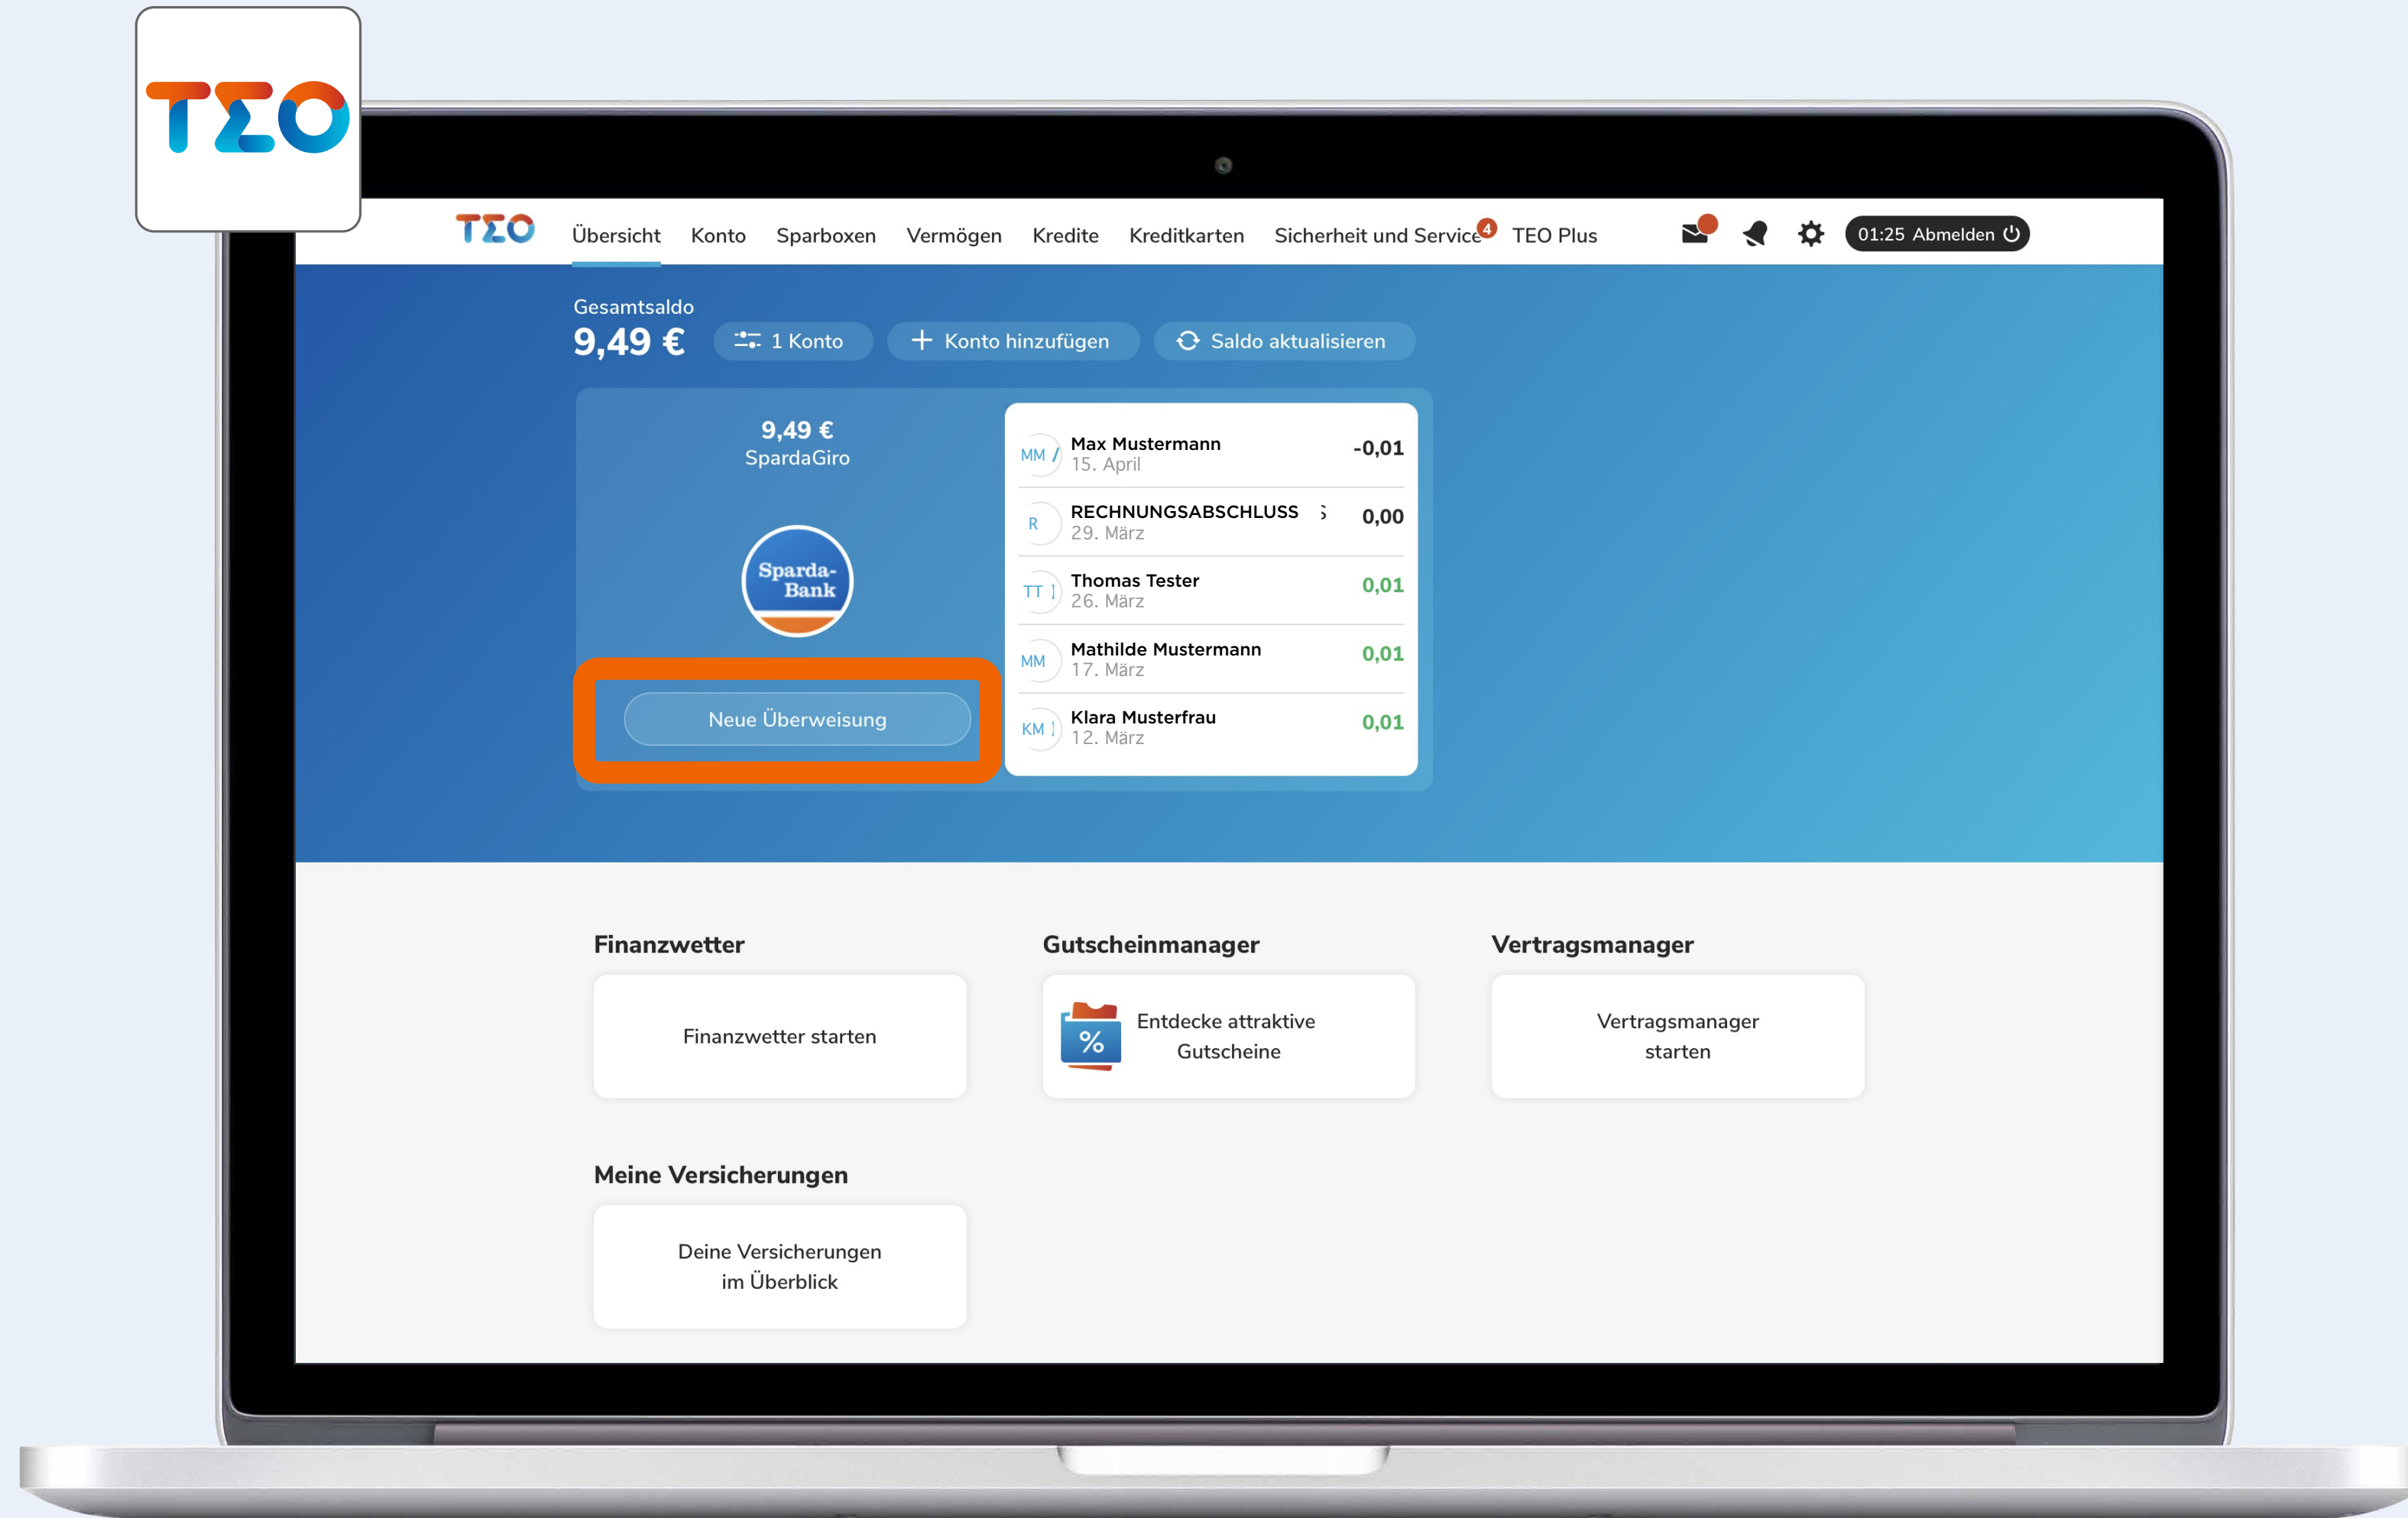 TEO
TEO
Übersicht Konto Sparboxen Vermögen Kredite Kreditkarten Sicherheit und Service 4 TEO Plus 01:25 Abmelden
Gesamtsaldo
9,49 € 1 Konto + Konto hinzufügen Saldo aktualisieren
9,49 €
SpardaGiro
Sparda-
Bank
Neue Überweisung
MM Max Mustermann -0,01
15. April
R RECHNUNGSABSCHLUSS 0,00
29. März
TT Thomas Tester 0,01
26. März
MM Mathilde Mustermann 0,01
17. März
KM Klara Musterfrau 0,01
12. März
Finanzwetter
Finanzwetter starten
Gutscheinmanager
%
Entdecke attraktive
Gutscheine
Vertragsmanager
Vertragsmanager
starten
Meine Versicherungen
Deine Versicherungen
im Überblick